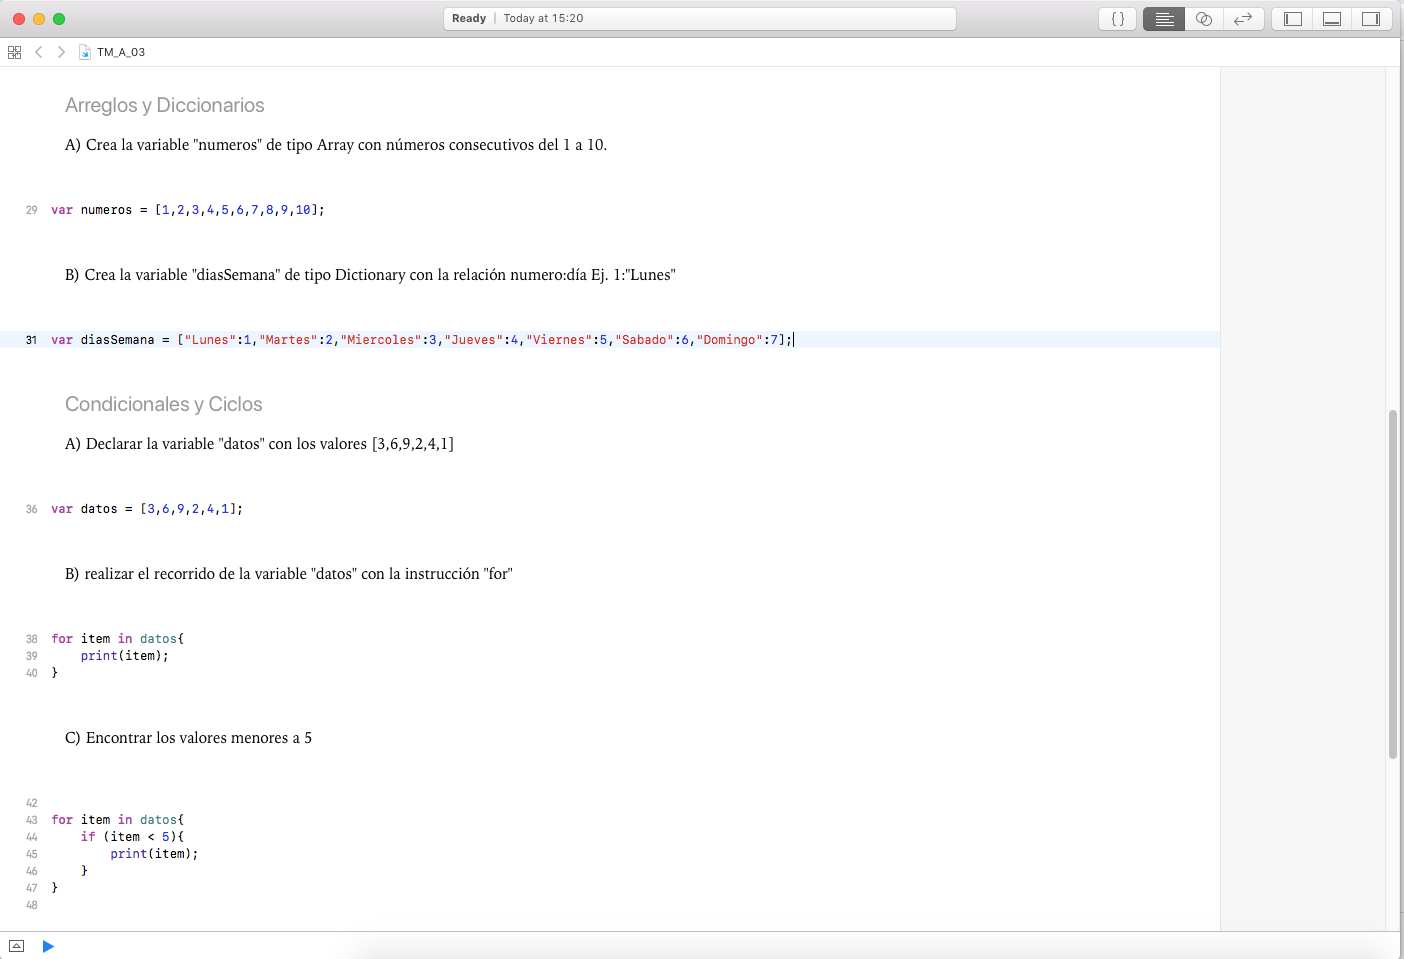 Ready | Today at 15:20
{ }
TM_A_03
Arreglos y Diccionarios
A) Crea la variable "numeros" de tipo Array con números consecutivos del 1 a 10.
29 var numeros = [1,2,3,4,5,6,7,8,9,10];
B) Crea la variable "diasSemana" de tipo Dictionary con la relación numero:día Ej. 1:"Lunes"
31 var diasSemana = ["Lunes":1,"Martes":2,"Miercoles":3,"Jueves":4,"Viernes":5,"Sabado":6,"Domingo":7];
Condicionales y Ciclos
A) Declarar la variable "datos" con los valores [3,6,9,2,4,1]
36 var datos = [3,6,9,2,4,1];
B) realizar el recorrido de la variable "datos" con la instrucción "for"
38 for item in datos{
39     print(item);
40 }
C) Encontrar los valores menores a 5
42
43 for item in datos{
44     if (item < 5){
45         print(item);
46     }
47 }
48